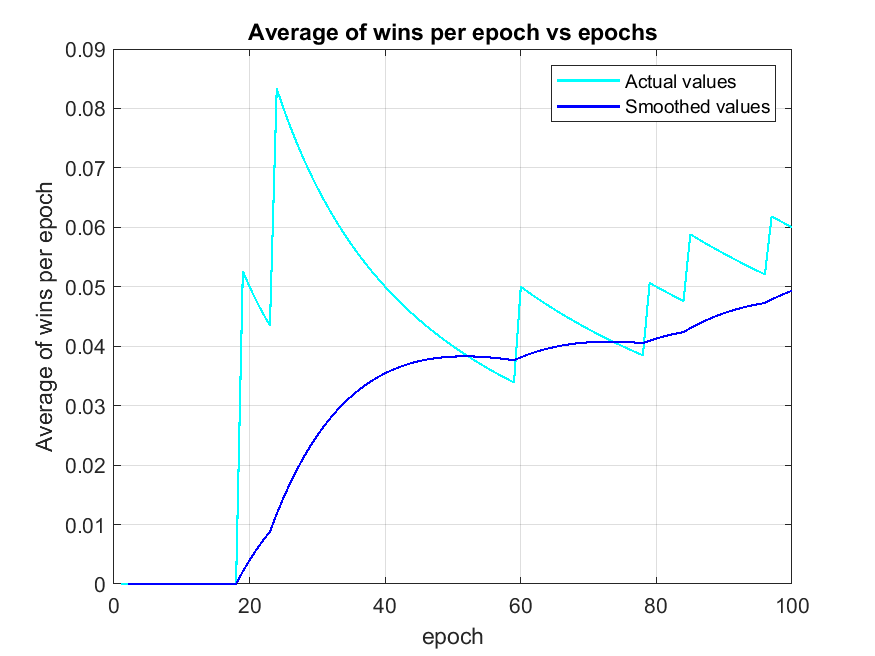 Average of wins per epoch vs epochs
Actual values
Smoothed values
Average of wins per epoch
0.09
0.08
0.07
0.06
0.05
0.04
0.03
0.02
0.01
0
0 20 40 60 80 100
epoch